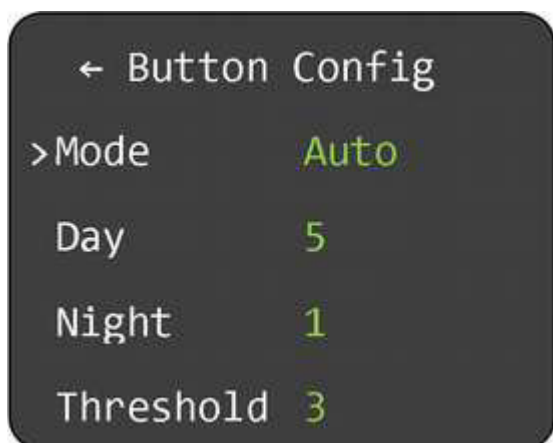 ← Button Config
>Mode Auto
Day 5
Night 1
Threshold 3